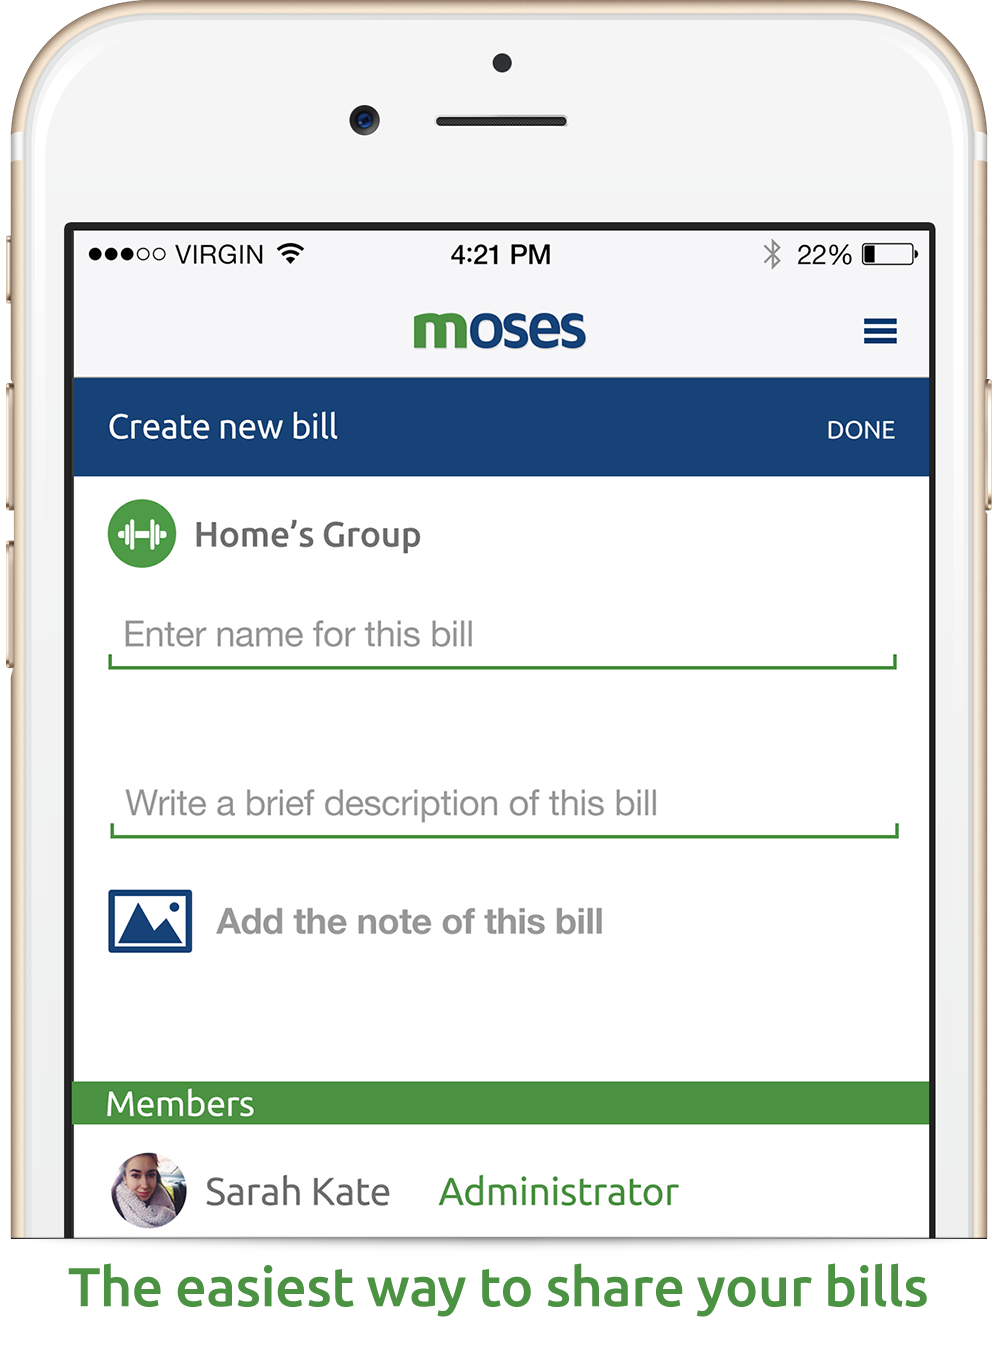 VIRGIN 4:21 PM 22%
moses
Create new bill DONE
Home’s Group
Enter name for this bill
Write a brief description of this bill
Add the note of this bill
Members
Sarah Kate Administrator
The easiest way to share your bills